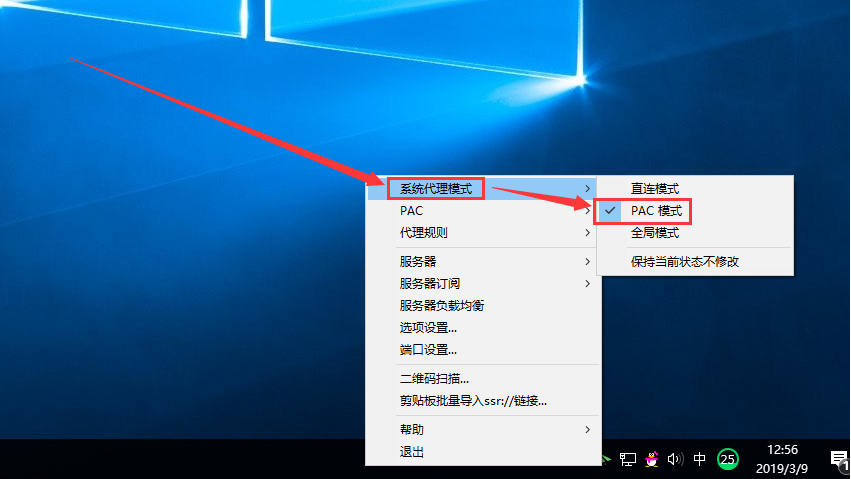 系统代理模式
PAC
代理规则
服务器
服务器订阅
服务器负载均衡
选项设置...
端口设置...
二维码扫描...
剪贴板批量导入ssr://链接...
帮助
退出
直连模式
PAC 模式
全局模式
保持当前状态不修改
中
25
12:56
2019/3/9
1